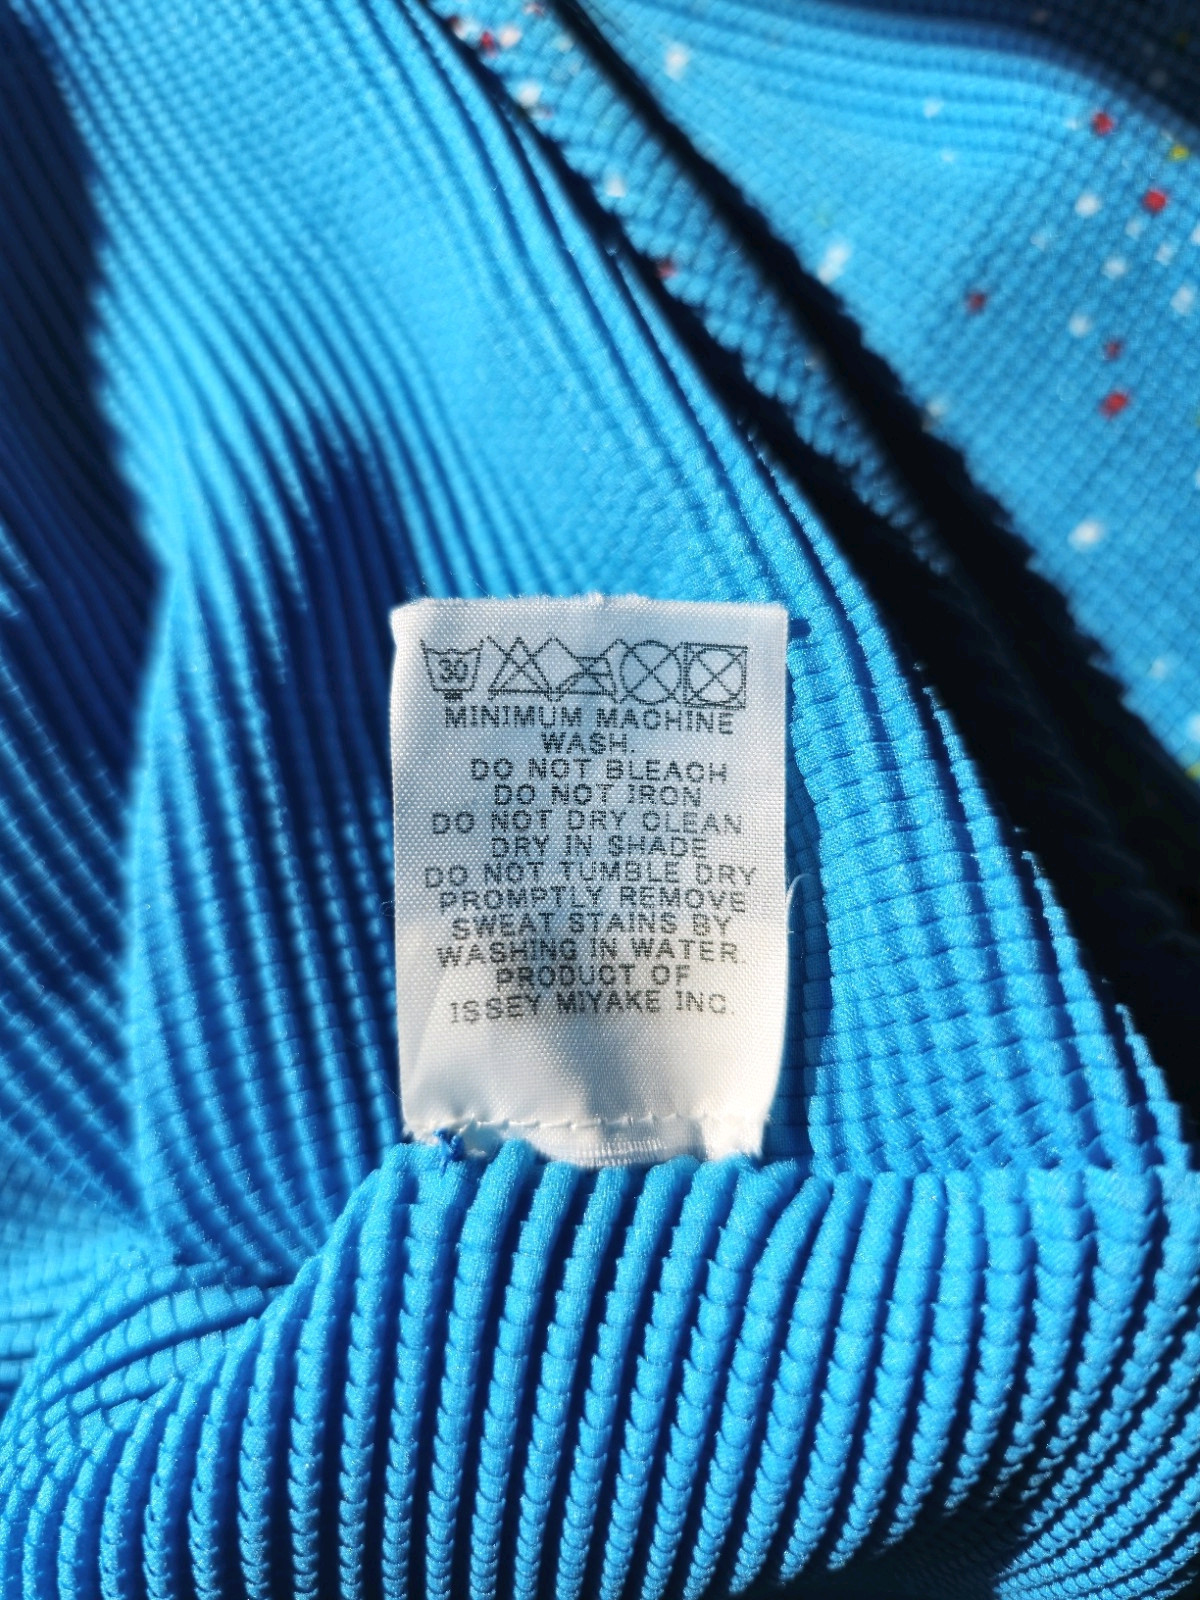 30
MINIMUM MACHINE
WASH.
DO NOT BLEACH
DO NOT IRON
DO NOT DRY CLEAN
DRY IN SHADE
DO NOT TUMBLE DRY
PROMPTLY REMOVE
SWEAT STAINS BY
WASHING IN WATER.
PRODUCT OF
ISSEY MIYAKE INC.